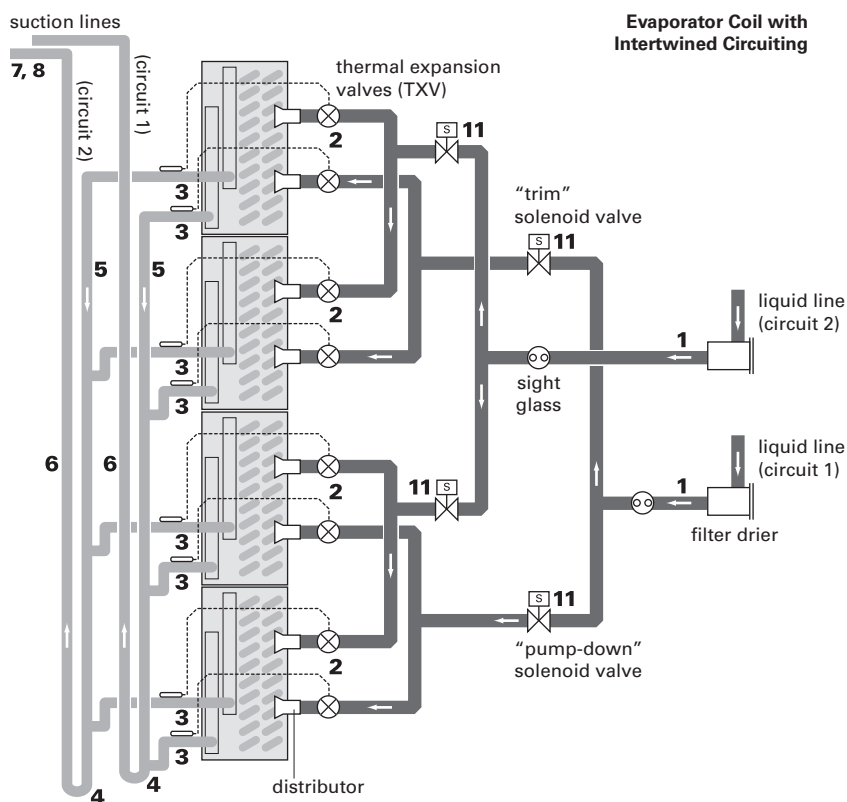 suction lines
Evaporator Coil with
Intertwined Circuiting
7, 8
(circuit 2)
(circuit 1)
thermal expansion
valves (TXV)
2
S 11
3
3
"trim"
solenoid valve
S 11
5
5
2
liquid line
(circuit 2)
1
3
3
sight
glass
6
6
2
11 S
liquid line
(circuit 1)
1
filter drier
3
3
S 11
"pump-down"
solenoid valve
2
3
3
4
4
distributor